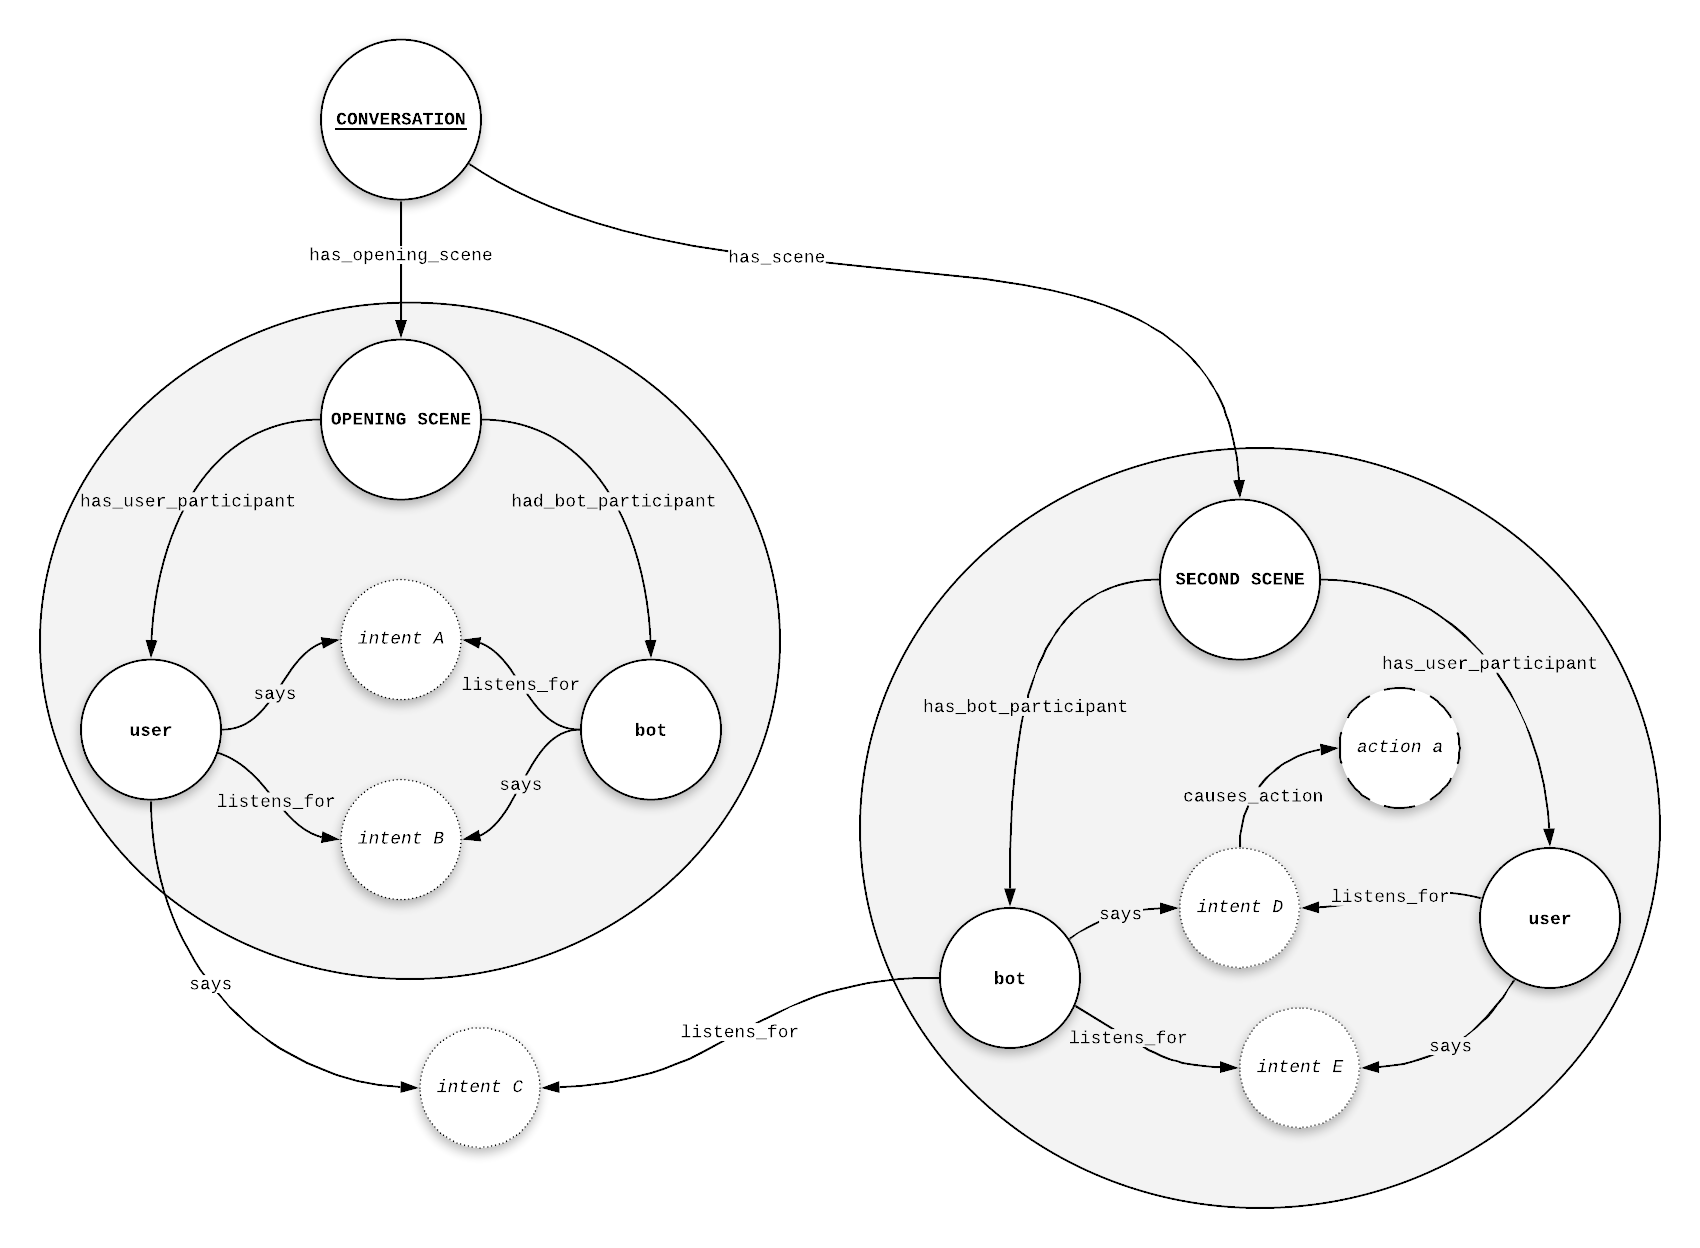 CONVERSATION
has_opening_scene
has_scene
OPENING SCENE
has_user_participant
had_bot_participant
intent A
says
listens_for
user
bot
listens_for
says
intent B
says
intent C
listens_for
SECOND SCENE
has_bot_participant
has_user_participant
action a
causes_action
says
intent D
listens_for
user
bot
listens_for
intent E
says